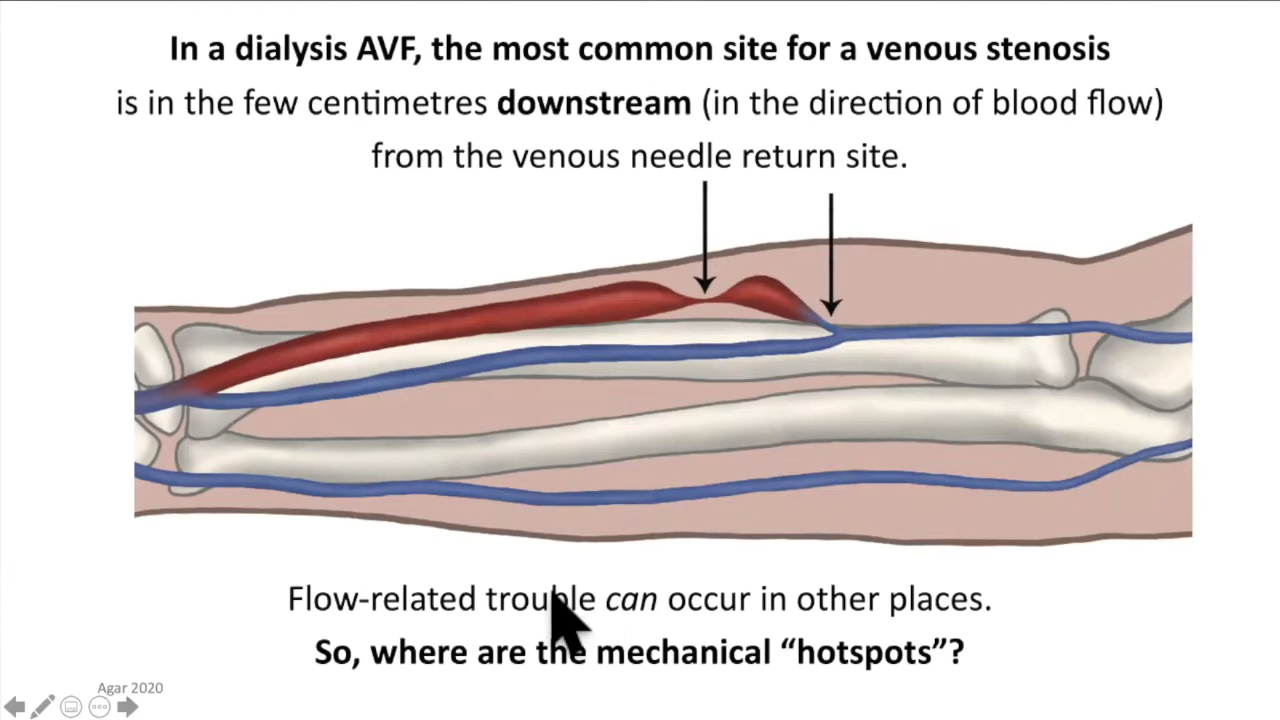 In a dialysis AVF, the most common site for a venous stenosis
is in the few centimetres downstream (in the direction of blood flow)
from the venous needle return site.
Flow-related trouble can occur in other places.
So, where are the mechanical “hotspots”?
Agar 2020